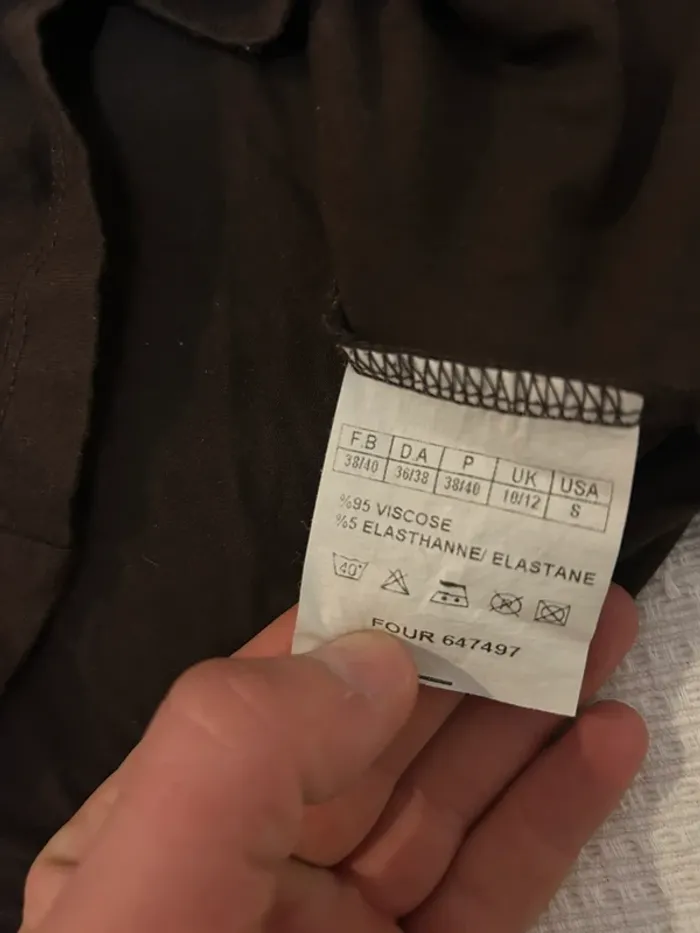 F.B D.A P UK USA
38/40 36/38 38/40 10/12 S
%95 VISCOSE
%5 ELASTHANNE/ ELASTANE
40°
FOUR 647497